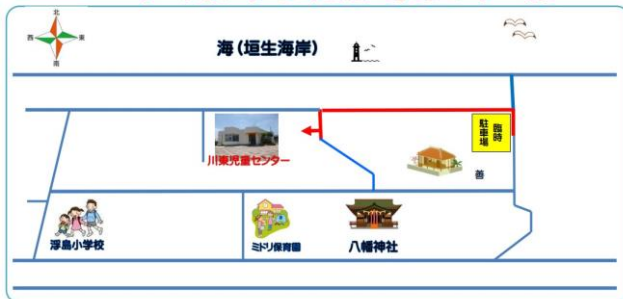 北
西 東
南
海(垣生海岸)
臨時
駐車場
川東児童センター
善
浮島小学校
ミドリ保育園
八幡神社